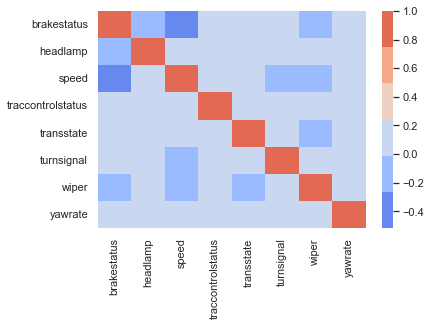 brakestatus
headlamp
speed
traccontrolstatus
transstate
turnsignal
wiper
yawrate
brakestatus
headlamp
speed
traccontrolstatus
transstate
turnsignal
wiper
yawrate
1.0
0.8
0.6
0.4
0.2
0.0
−0.2
−0.4